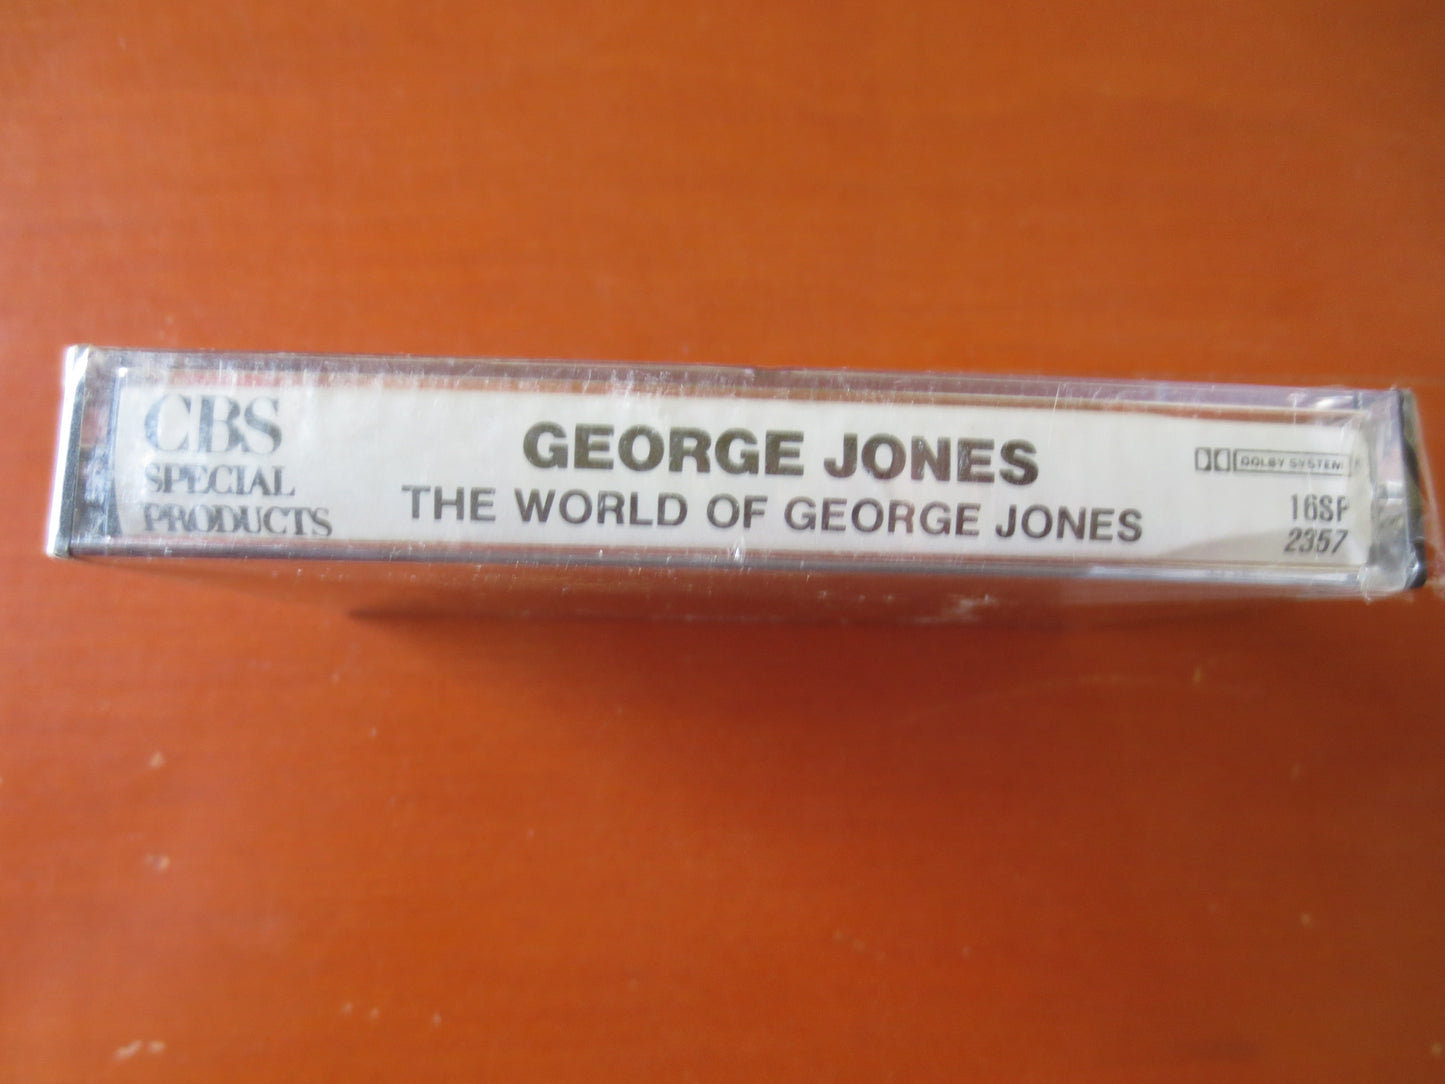 CBS
SPECIAL
PRODUCTS
GEORGE JONES
THE WORLD OF GEORGE JONES
DOLBY SYSTEM
16SP
2357